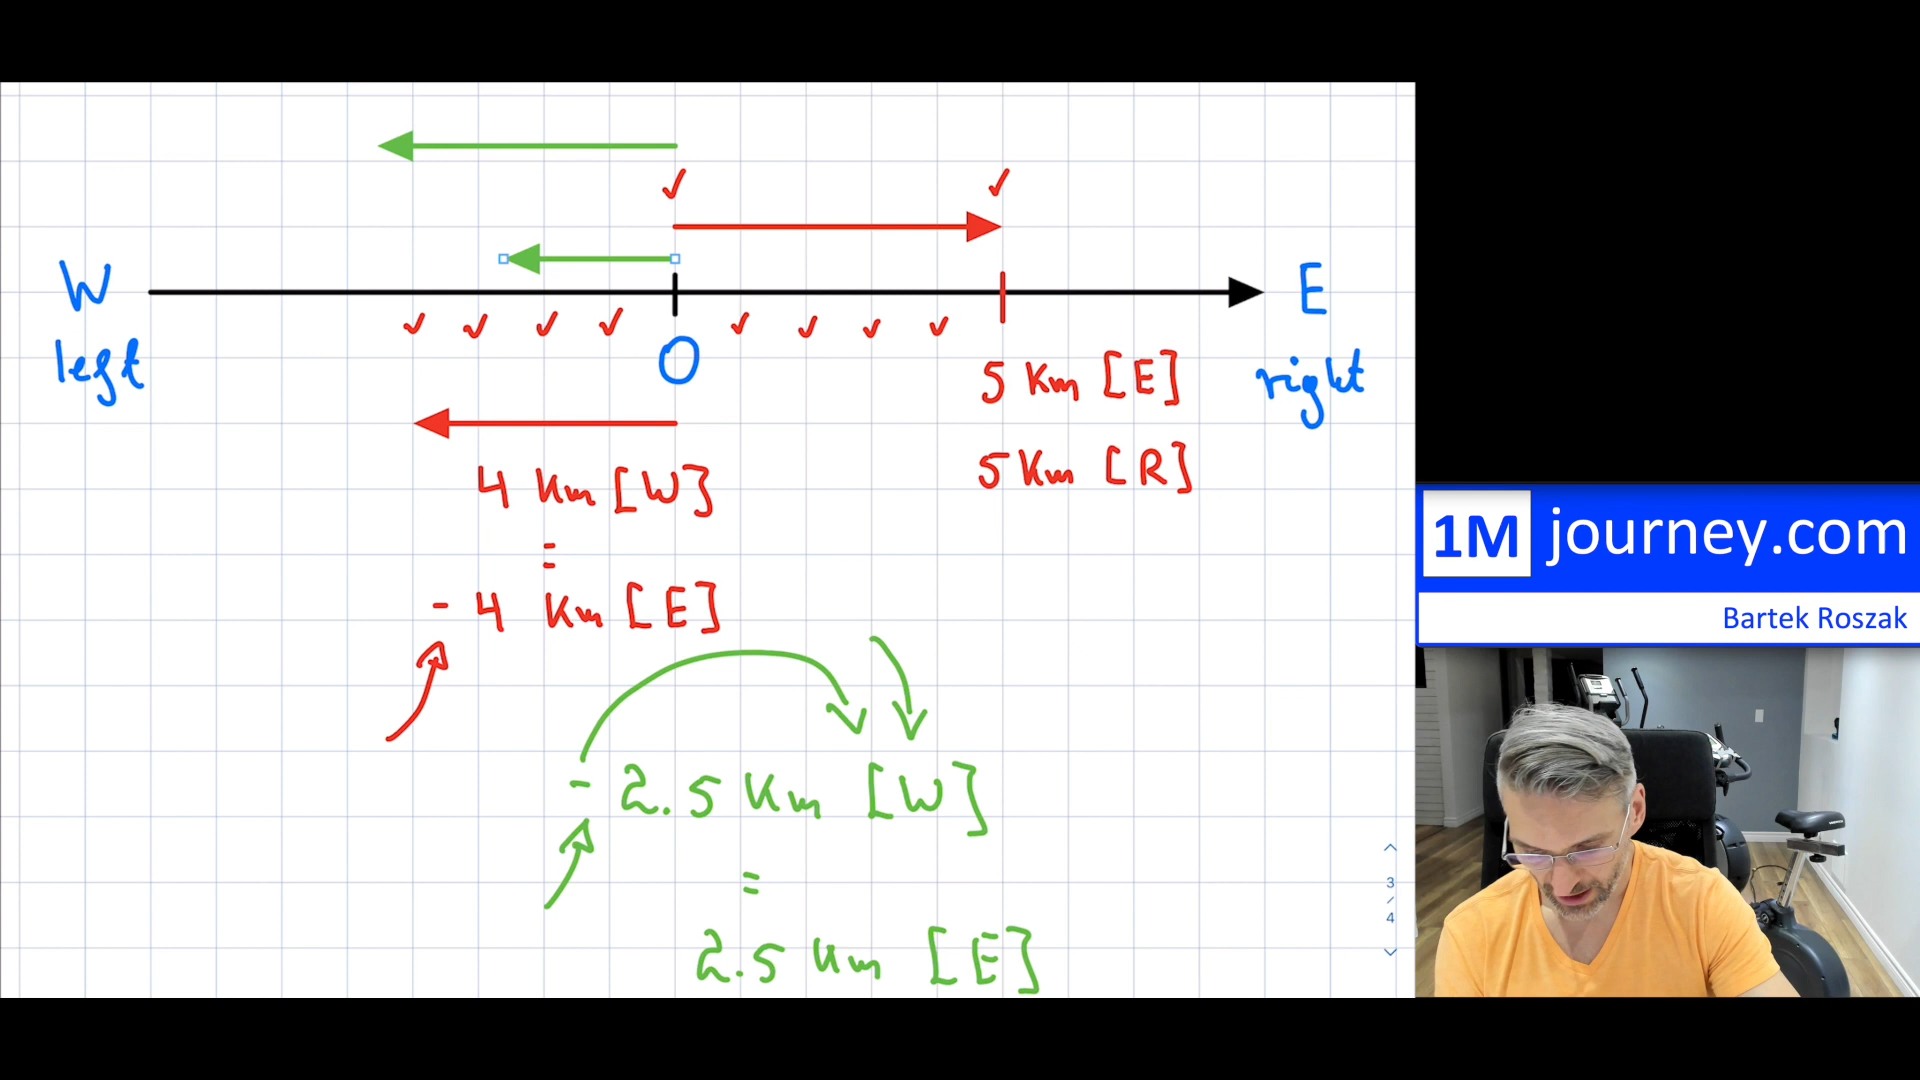 W
E
left
0
right
5 Km [E]
5 Km [R]
4 Km [W]
=
- 4 Km [E]
- 2.5 Km [W]
=
2.5 Km [E]
3
/
4
1M journey.com
Bartek Roszak